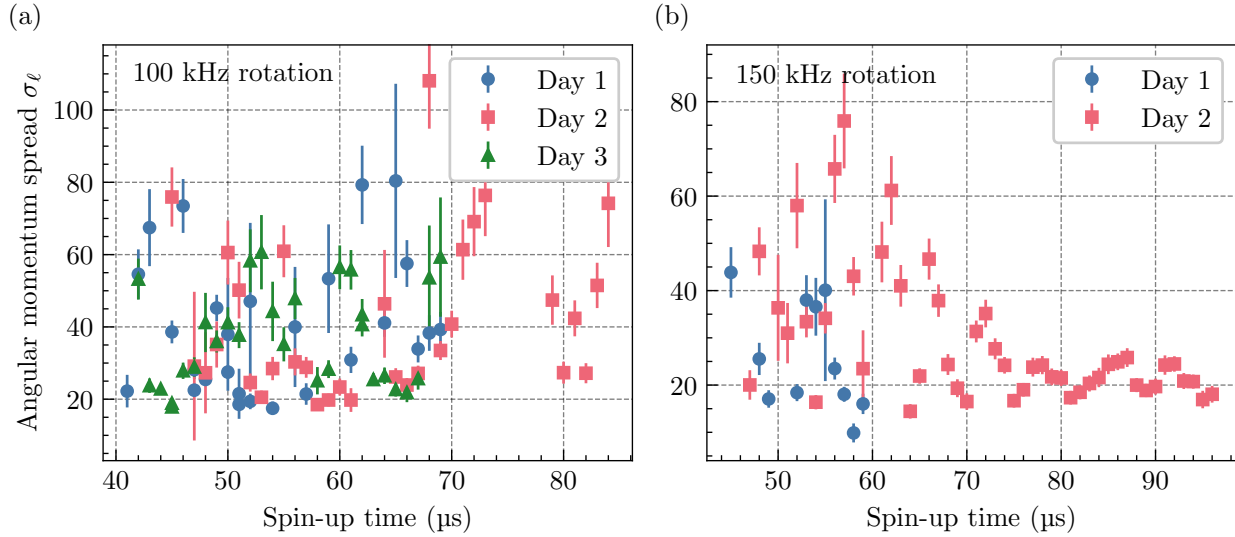 (a)
100 kHz rotation
Day 1
Day 2
Day 3
Angular momentum spread σℓ
100
80
60
40
20
40
50
60
70
80
Spin-up time (µs)
(b)
150 kHz rotation
Day 1
Day 2
80
60
40
20
50
60
70
80
90
Spin-up time (µs)